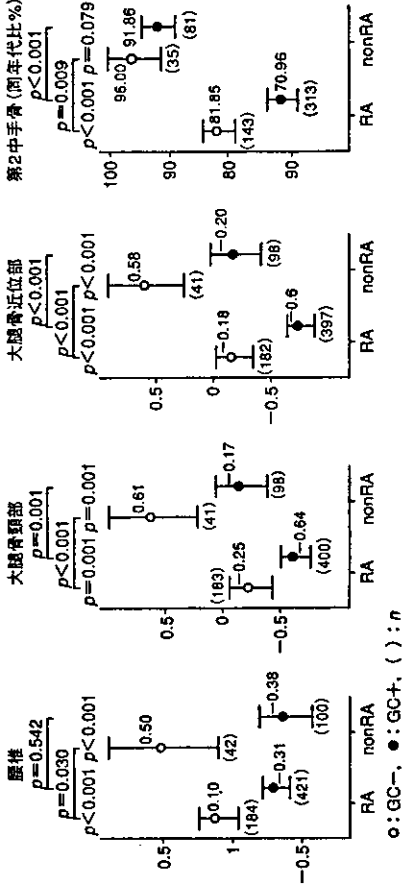 腰椎
p=0.542
p=0.030
p<0.001 p<0.001
0.5
1
−0.5
0.10
(184)
−0.31
(421)
0.50
(42)
−0.38
(100)
RA nonRA
大腿骨頸部
p=0.001
p<0.001
p=0.001 p=0.001
0.5
0
−0.5
(183)
−0.25
−0.64
(400)
0.61
(41)
−0.17
(98)
RA nonRA
大腿骨近位部
p<0.001
p<0.001
p<0.001 p<0.001
0.5
0
−0.5
−0.18
(182)
−0.6
(397)
0.58
(41)
−0.20
(98)
RA nonRA
第2中手骨(同年代比%)
p<0.001
p=0.009
p<0.001 p=0.079
100
90
80
90
81.85
(143)
70.96
(313)
96.00
(35)
91.86
(81)
RA nonRA
○:GC−, ●:GC+, ( ):n